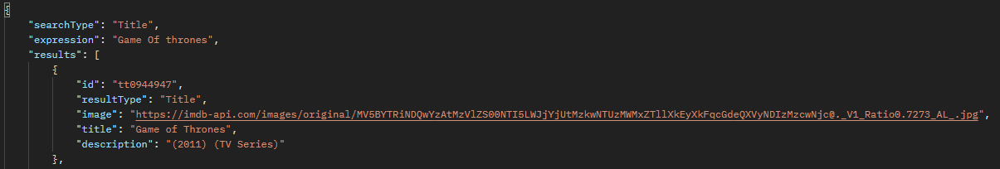 {
"searchType": "Title",
"expression": "Game Of thrones",
"results": [
{
"id": "tt0944947",
"resultType": "Title",
"image": "https://imdb-api.com/images/original/MV5BYTRiNDQwYzAtMzVlZS00NTI5LWJjYjUtMzkwNTUzMWMxZTllXkEyXkFqcGdeQXVyNDIzMzcwNjc@._V1_Ratio0.7273_AL_.jpg",
"title": "Game of Thrones",
"description": "(2011) (TV Series)"
},